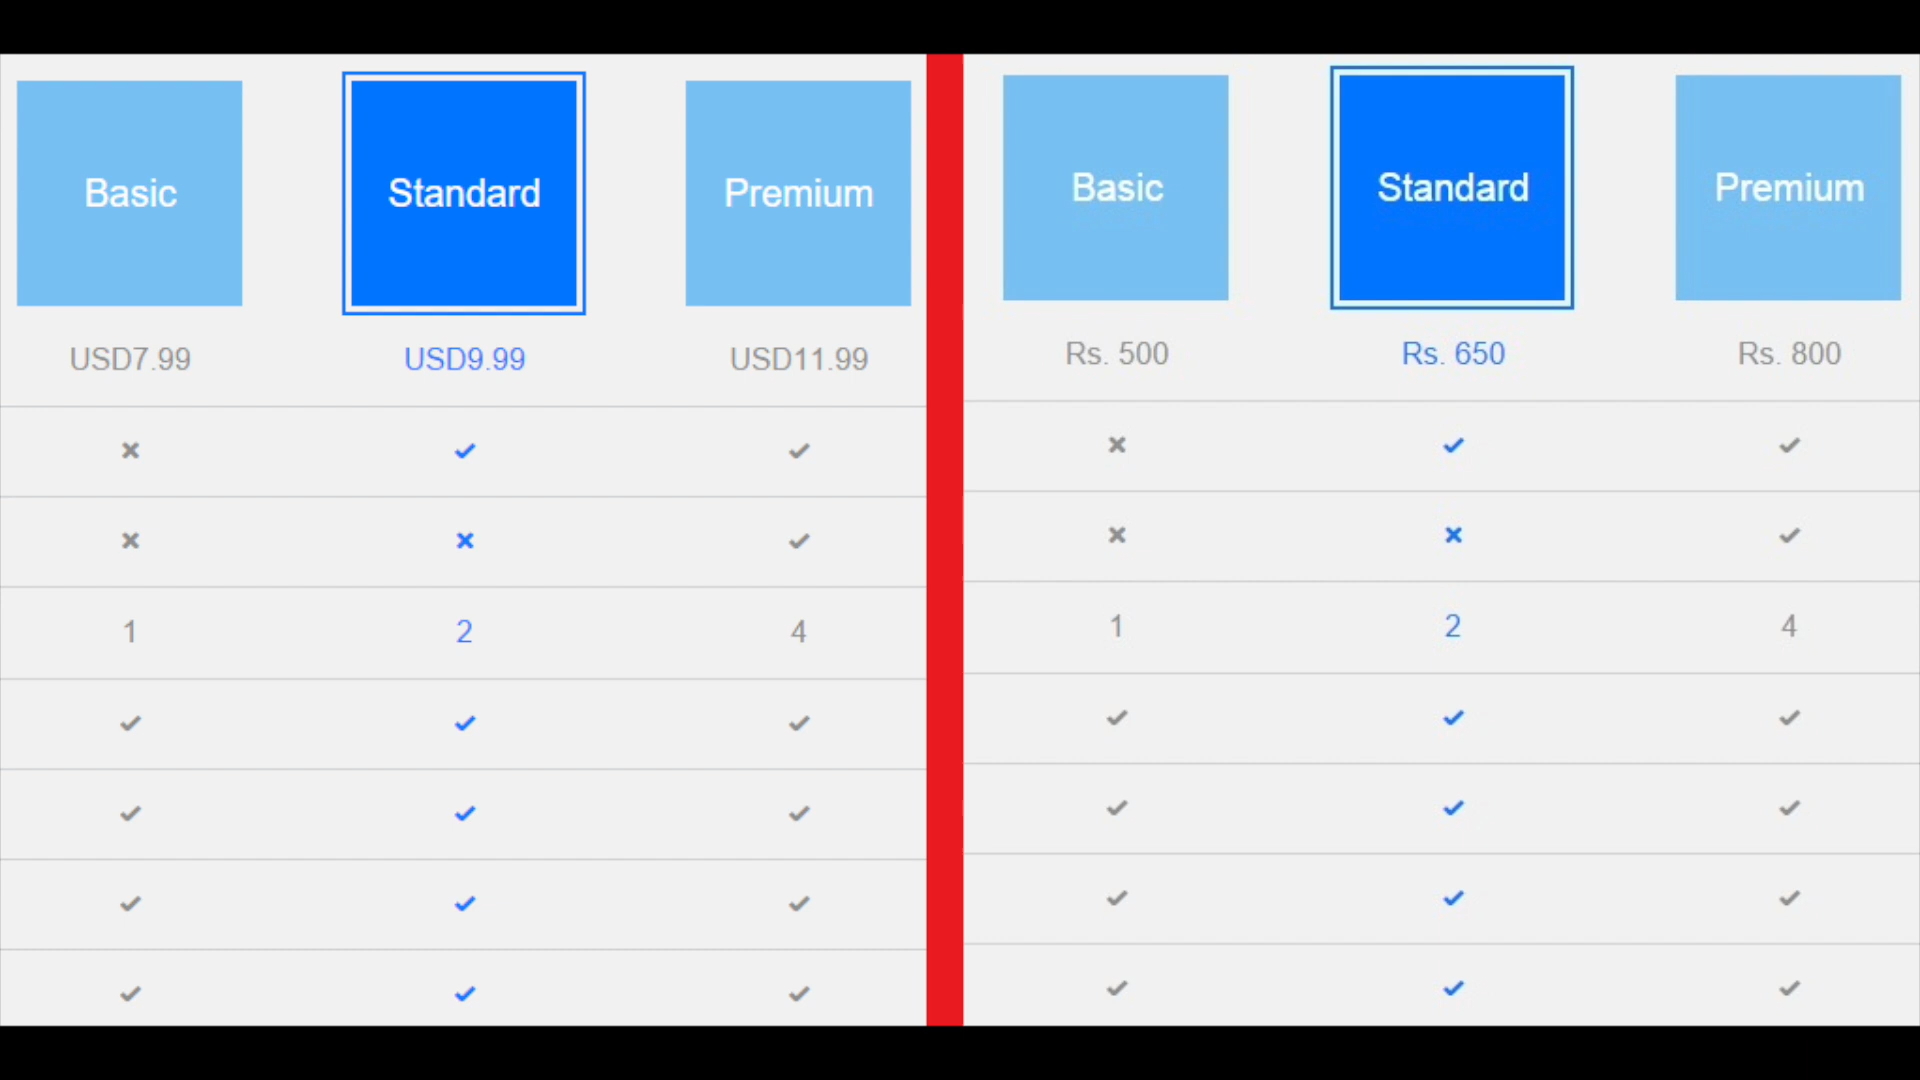 Basic Standard Premium
USD7.99 USD9.99 USD11.99
1 2 4
Basic Standard Premium
Rs. 500 Rs. 650 Rs. 800
1 2 4